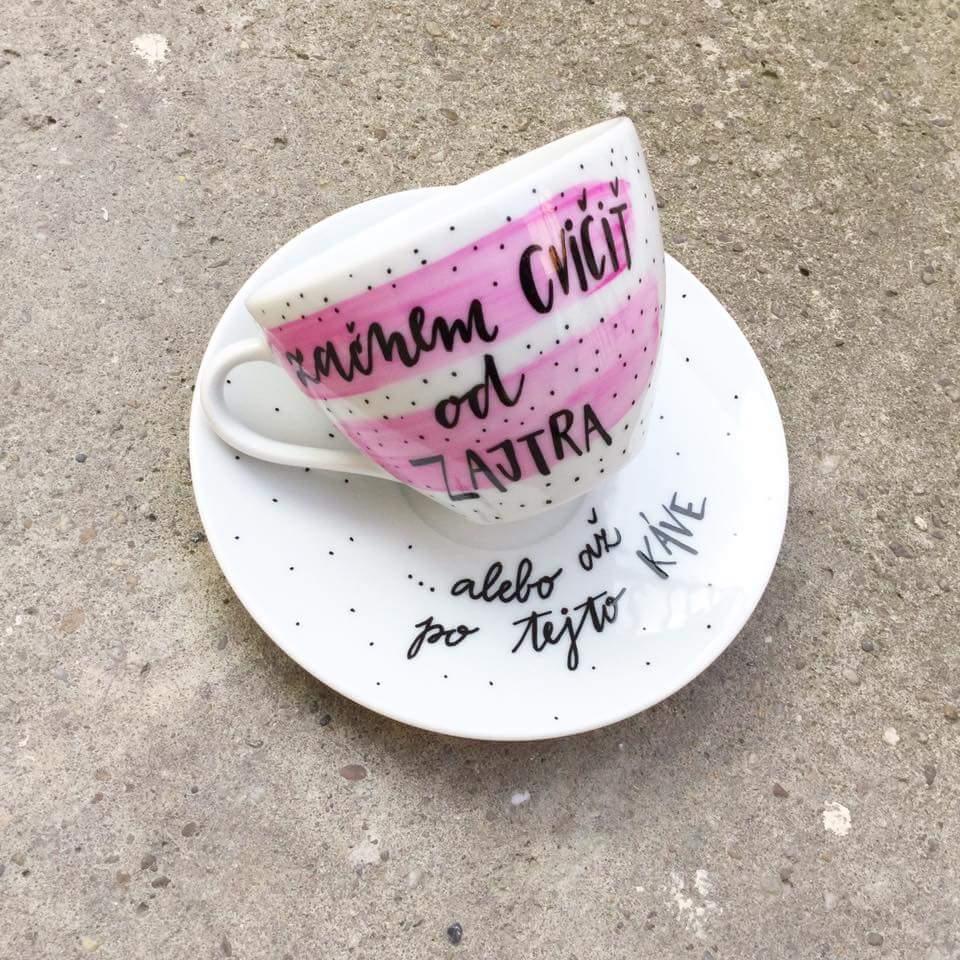 začnem CVIČIŤ
od
ZAJTRA
...alebo až
po tejto KÁVE